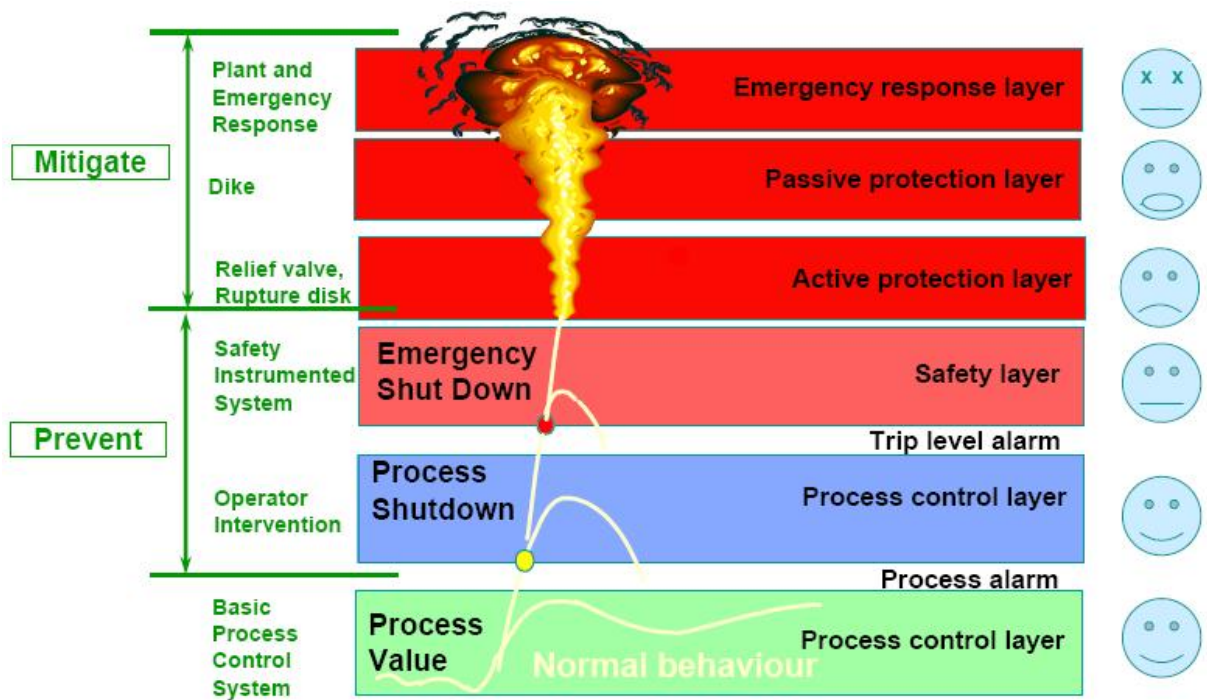 Plant and
Emergency
Response
Emergency response layer
x x
Mitigate
Dike
Passive protection layer
Relief valve,
Rupture disk
Active protection layer
Safety
Instrumented
System
Emergency
Shut Down
Safety layer
Prevent
Trip level alarm
Operator
Intervention
Process
Shutdown
Process control layer
Process alarm
Basic
Process
Control
System
Process
Value
Process control layer
Normal behaviour